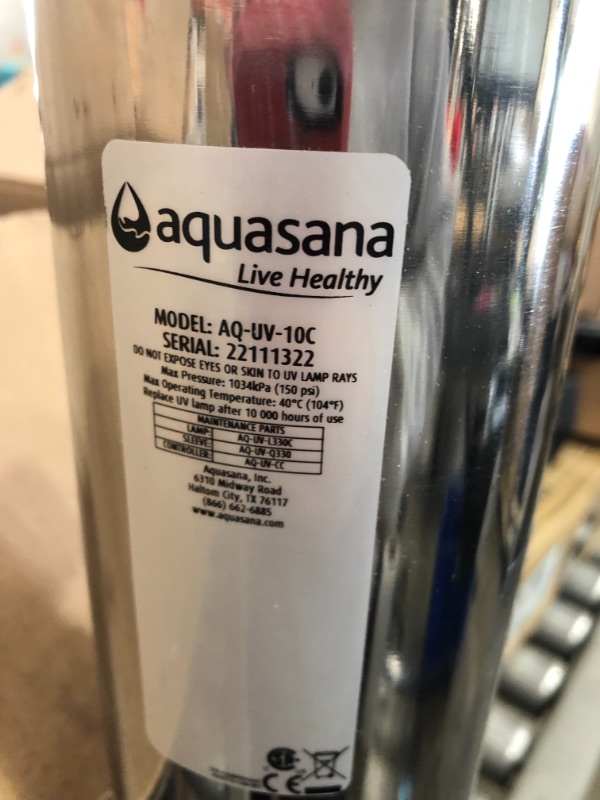 aquasana
Live Healthy
MODEL: AQ-UV-10C
SERIAL: 22111322
DO NOT EXPOSE EYES OR SKIN TO UV LAMP RAYS
Max Pressure: 1034kPa (150 psi)
Max Operating Temperature: 40°C (104°F)
Replace UV lamp after 10 000 hours of use
MAINTENANCE PARTS
LAMP: AQ-UV-L330C
SLEEVE: AQ-UV-Q330
CONTROLLER: AQ-UV-CC
Aquasana, Inc.
6310 Midway Road
Haltom City, TX 76117
(866) 662-6885
www.aquasana.com
CE